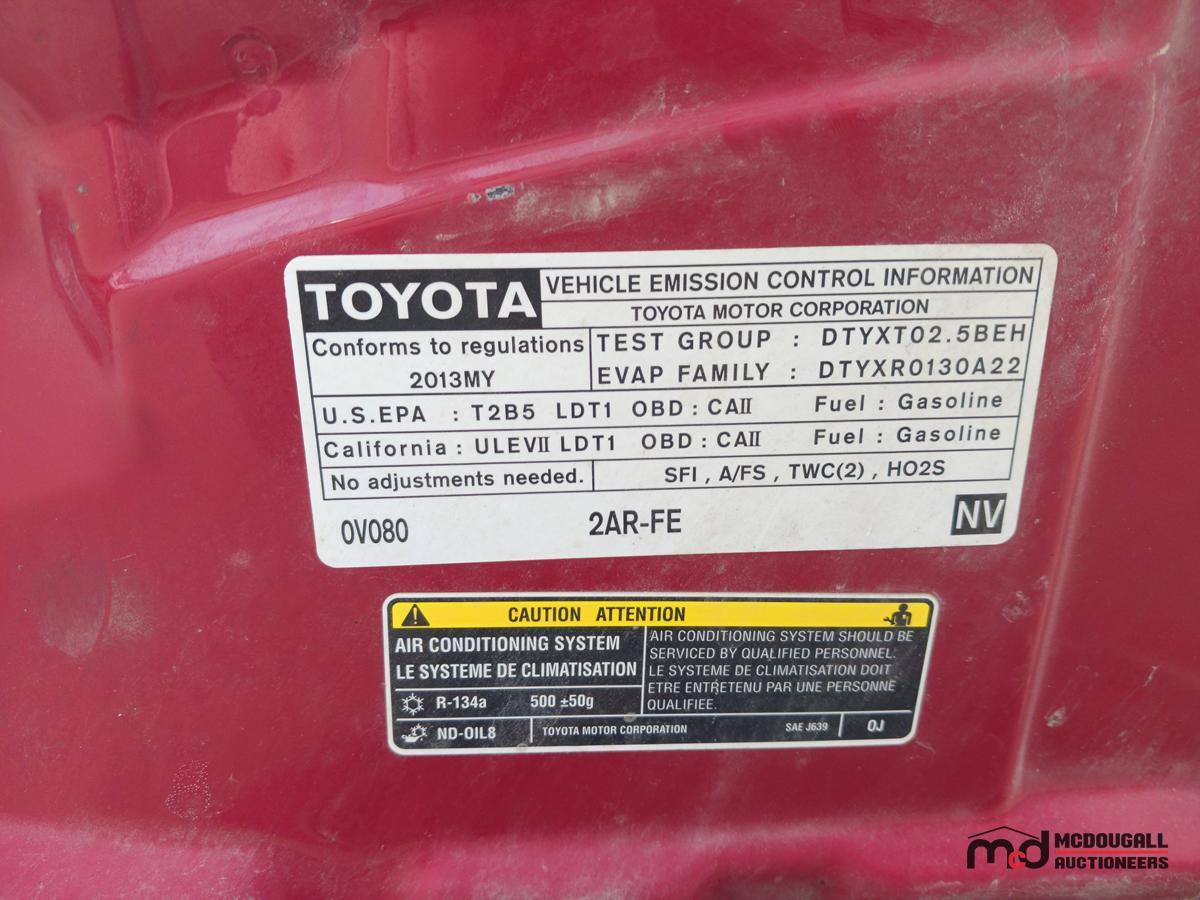 TOYOTA
VEHICLE EMISSION CONTROL INFORMATION
TOYOTA MOTOR CORPORATION
Conforms to regulations
2013MY
TEST GROUP : DTYXT02.5BEH
EVAP FAMILY : DTYXR0130A22
U.S.EPA : T2B5 LDT1 OBD : CAII Fuel : Gasoline
California : ULEVII LDT1 OBD : CAII Fuel : Gasoline
No adjustments needed.
SFI , A/FS , TWC(2) , HO2S
0V080
2AR-FE
NV
CAUTION ATTENTION
AIR CONDITIONING SYSTEM
LE SYSTEME DE CLIMATISATION
R-134a 500 ±50g
AIR CONDITIONING SYSTEM SHOULD BE
SERVICED BY QUALIFIED PERSONNEL.
LE SYSTEME DE CLIMATISATION DOIT
ETRE ENTRETENU PAR UNE PERSONNE
QUALIFIEE.
ND-OIL8
TOYOTA MOTOR CORPORATION
SAE J639
0J
mcd
MCDOUGALL
AUCTIONEERS